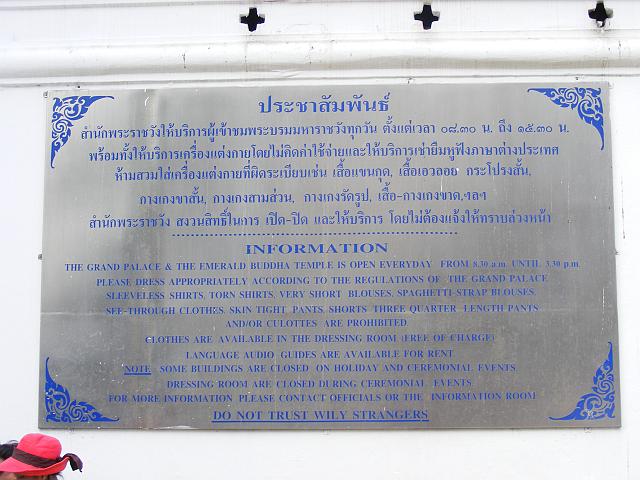 ประชาสัมพันธ์
สำนักพระราชวังให้บริการผู้เข้าชมพระบรมมหาราชวังทุกวัน ตั้งแต่เวลา ๐๘.๓๐ น. ถึง ๑๕.๓๐ น.
พร้อมทั้งให้บริการเครื่องแต่งกายโดยไม่คิดค่าใช้จ่ายและให้บริการเช่ายืมหูฟังภาษาต่างประเทศ
ห้ามสวมใส่เครื่องแต่งกายที่ผิดระเบียบเช่น เสื้อแขนกุด, เสื้อเอวลอย กระโปรงสั้น,
กางเกงขาสั้น, กางเกงสามส่วน, กางเกงรัดรูป, เสื้อ-กางเกงขาด,ฯลฯ
สำนักพระราชวัง สงวนสิทธิ์ในการ เปิด-ปิด และให้บริการ โดยไม่ต้องแจ้งให้ทราบล่วงหน้า
INFORMATION
THE GRAND PALACE & THE EMERALD BUDDHA TEMPLE IS OPEN EVERYDAY FROM 8.30 a.m. UNTIL 3.30 p.m.
PLEASE DRESS APPROPRIATELY ACCORDING TO THE REGULATIONS OF THE GRAND PALACE
SLEEVELESS SHIRTS, TORN SHIRTS, VERY SHORT BLOUSES, SPAGHETTI-STRAP BLOUSES,
SEE-THROUGH CLOTHES, SKIN TIGHT PANTS, SHORTS THREE QUARTER LENGTH PANTS
AND/OR CULOTTES ARE PROHIBITED
CLOTHES ARE AVAILABLE IN THE DRESSING ROOM (FREE OF CHARGE)
LANGUAGE AUDIO GUIDES ARE AVAILABLE FOR RENT
NOTE SOME BUILDINGS ARE CLOSED ON HOLIDAY AND CEREMONIAL EVENTS
DRESSING ROOM ARE CLOSED DURING CEREMONIAL EVENTS
FOR MORE INFORMATION PLEASE CONTACT OFFICIALS OR THE INFORMATION ROOM
DO NOT TRUST WILY STRANGERS